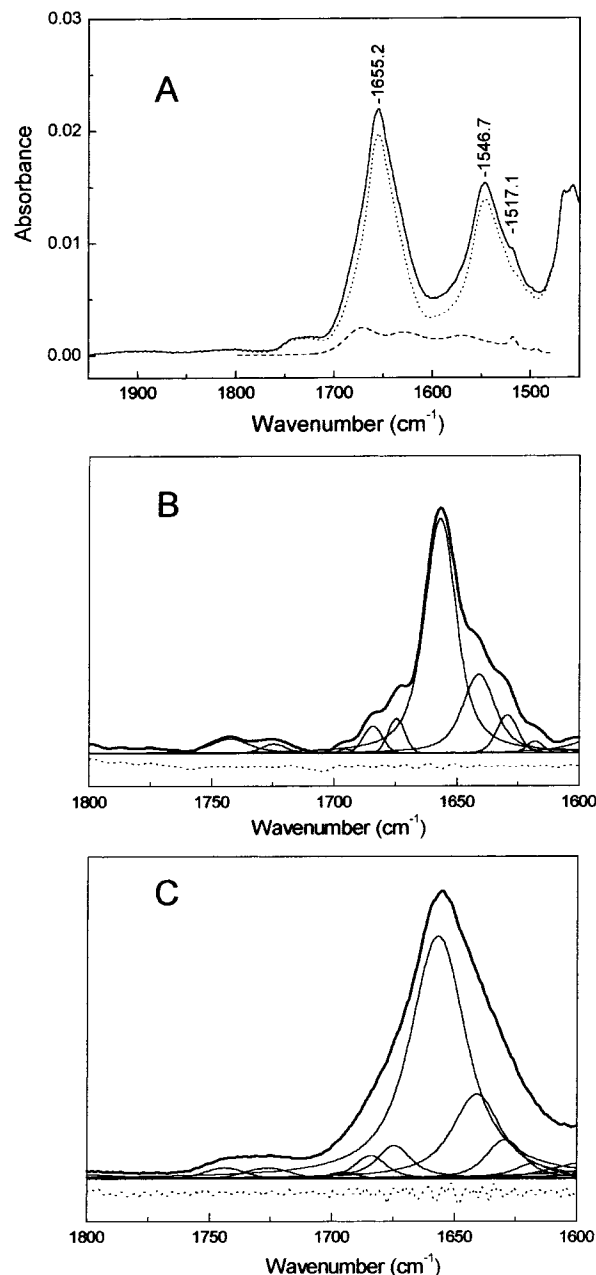 A
0.03
0.02
0.01
0.00
Absorbance
-1655.2
-1546.7
-1517.1
1900 1800 1700 1600 1500
Wavenumber (cm-1)
B
1800 1750 1700 1650 1600
Wavenumber (cm-1)
C
1800 1750 1700 1650 1600
Wavenumber (cm-1)